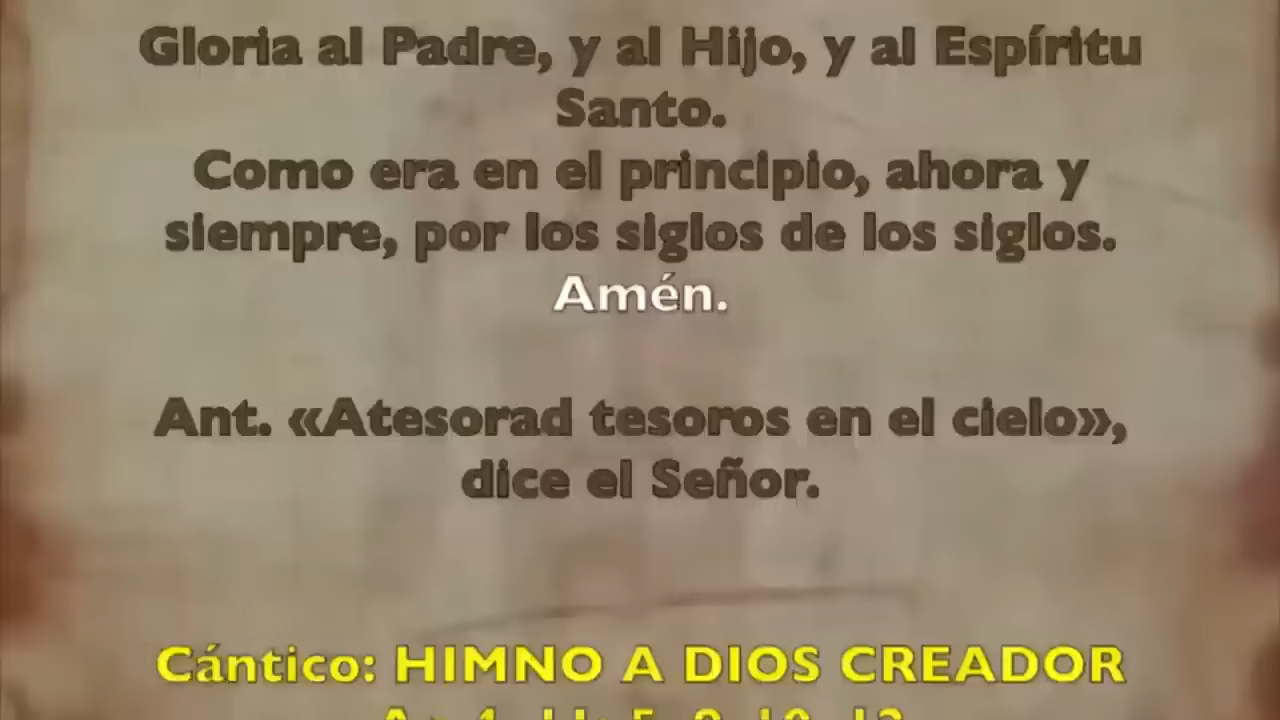 Gloria al Padre, y al Hijo, y al Espíritu
Santo.
Como era en el principio, ahora y
siempre, por los siglos de los siglos.
Amén.
Ant. «Atesorad tesoros en el cielo»,
dice el Señor.
Cántico: HIMNO A DIOS CREADOR